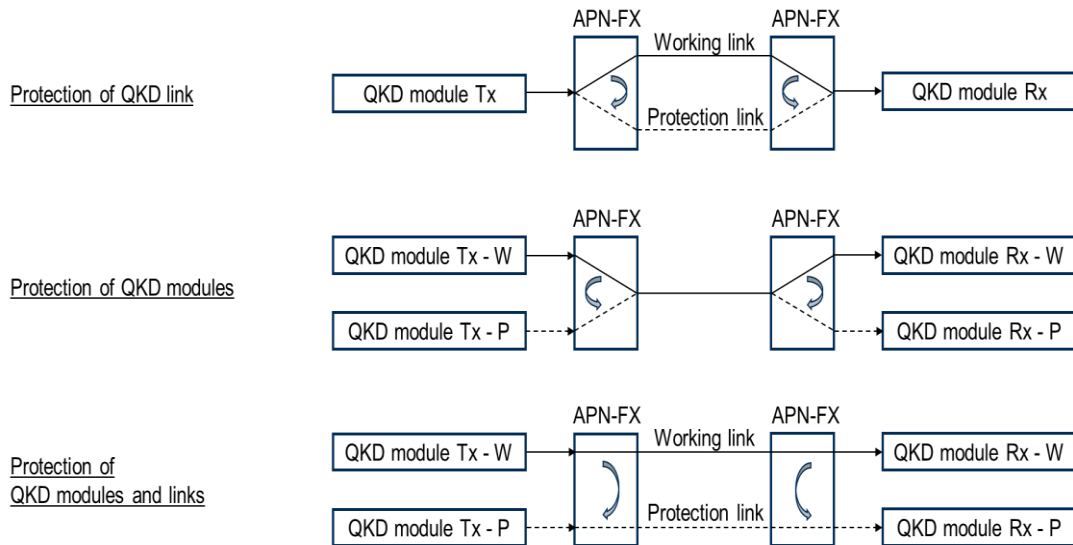 APN-FX
APN-FX
Working link
Protection of QKD link
QKD module Tx
QKD module Rx
Protection link
APN-FX
APN-FX
QKD module Tx - W
QKD module Rx - W
Protection of QKD modules
QKD module Tx - P
QKD module Rx - P
APN-FX
APN-FX
QKD module Tx - W
Working link
QKD module Rx - W
Protection of
QKD modules and links
QKD module Tx - P
Protection link
QKD module Rx - P